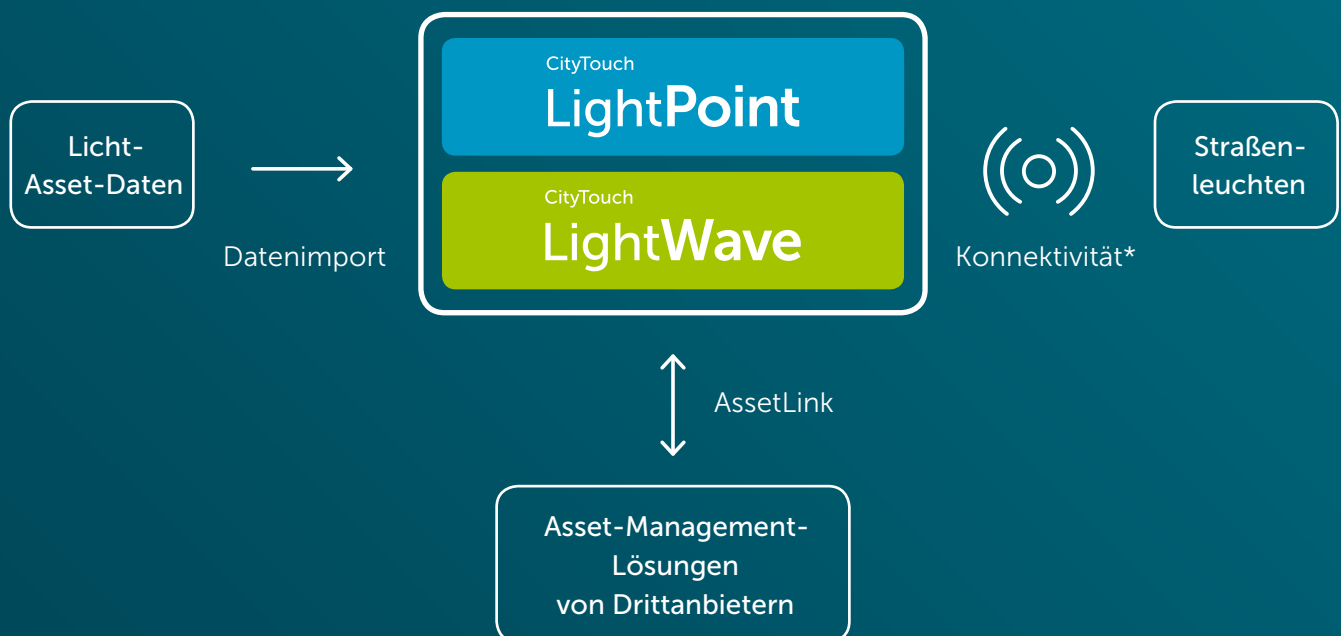 CityTouch
LightPoint
Licht-
Asset-Daten
Datenimport
CityTouch
LightWave
Konnektivität*
Straßen-
leuchten
AssetLink
Asset-Management-
Lösungen
von Drittanbietern